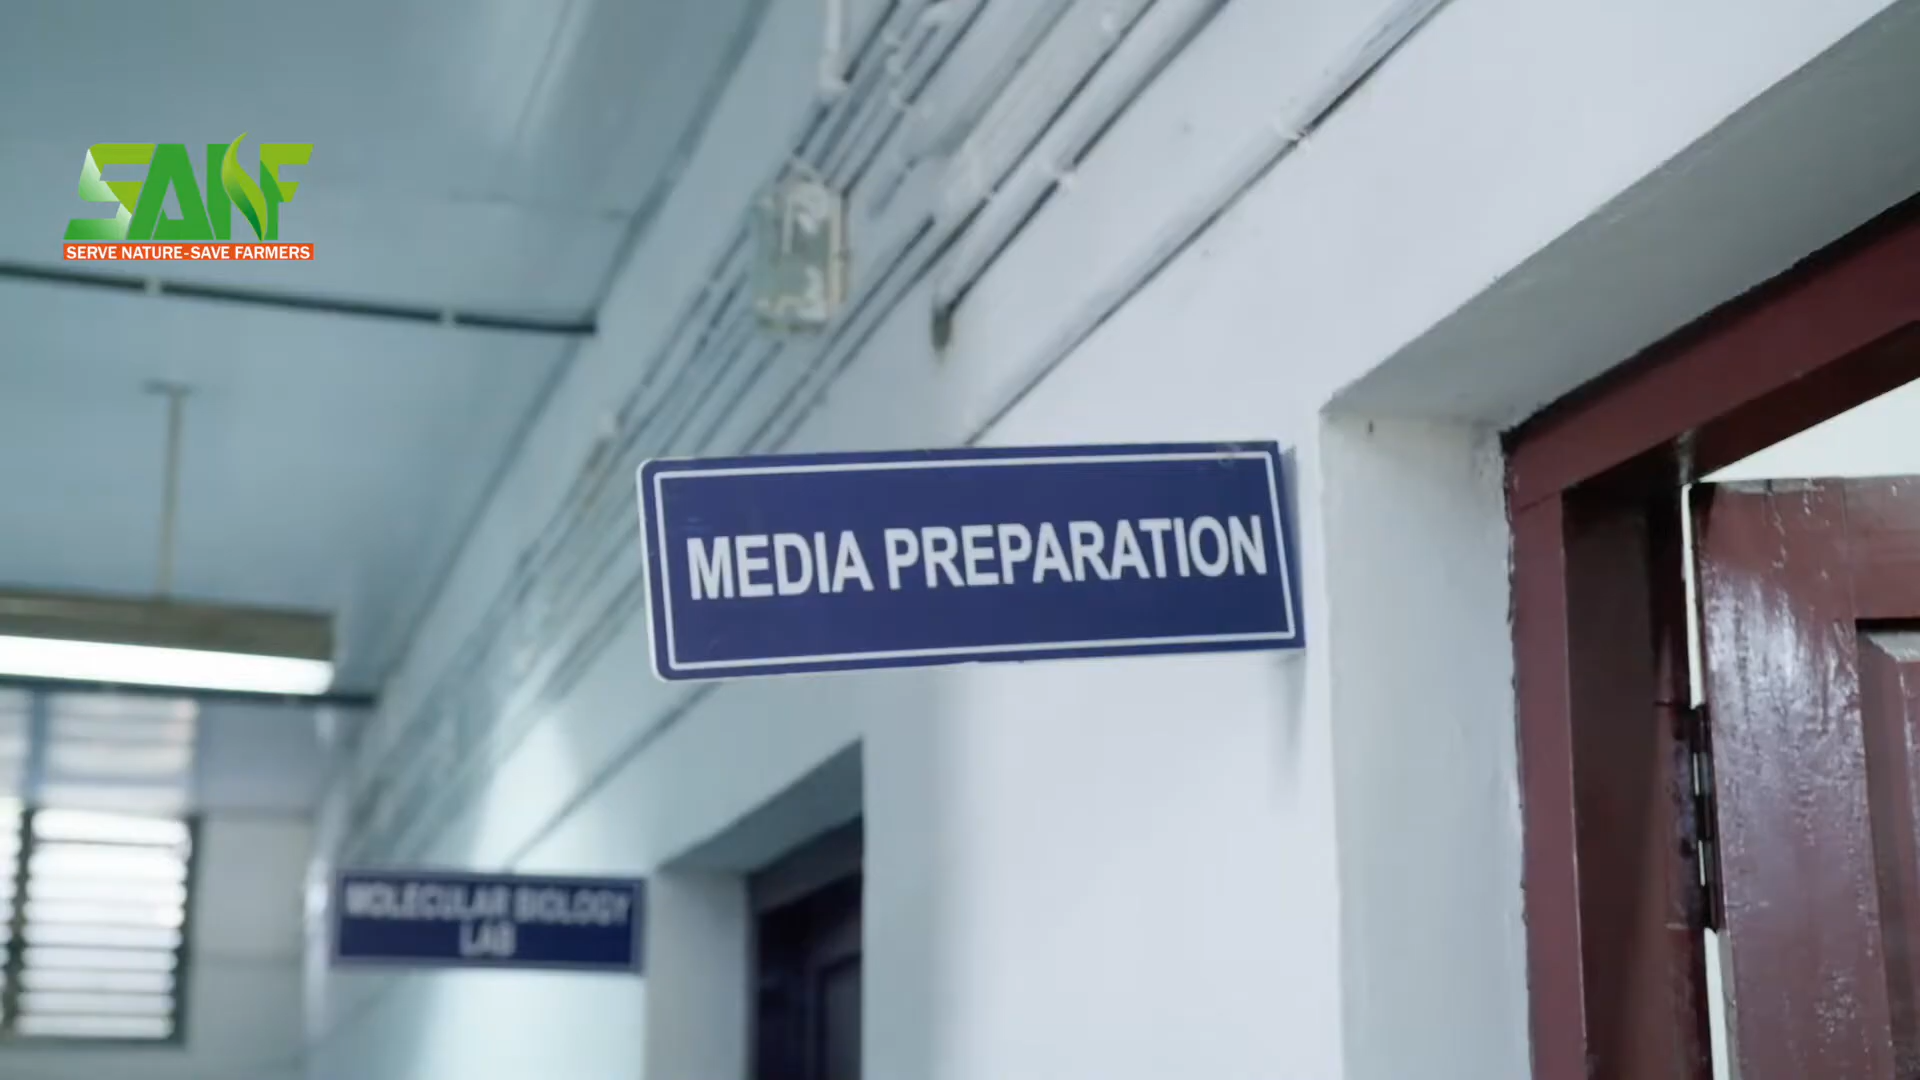 SANF
SERVE NATURE-SAVE FARMERS
MEDIA PREPARATION
MOLECULAR BIOLOGY
LAB